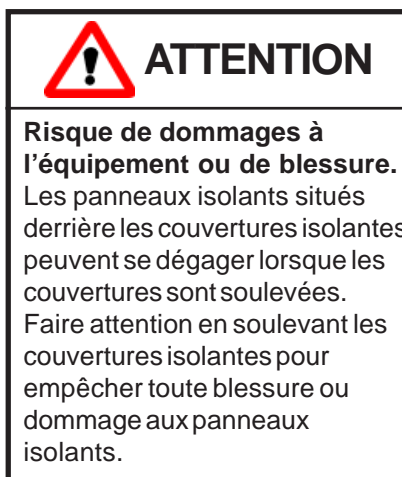 ATTENTION
Risque de dommages à
l'équipement ou de blessure.
Les panneaux isolants situés
derrière les couvertures isolantes
peuvent se dégager lorsque les
couvertures sont soulevées.
Faire attention en soulevant les
couvertures isolantes pour
empêcher toute blessure ou
dommage aux panneaux
isolants.